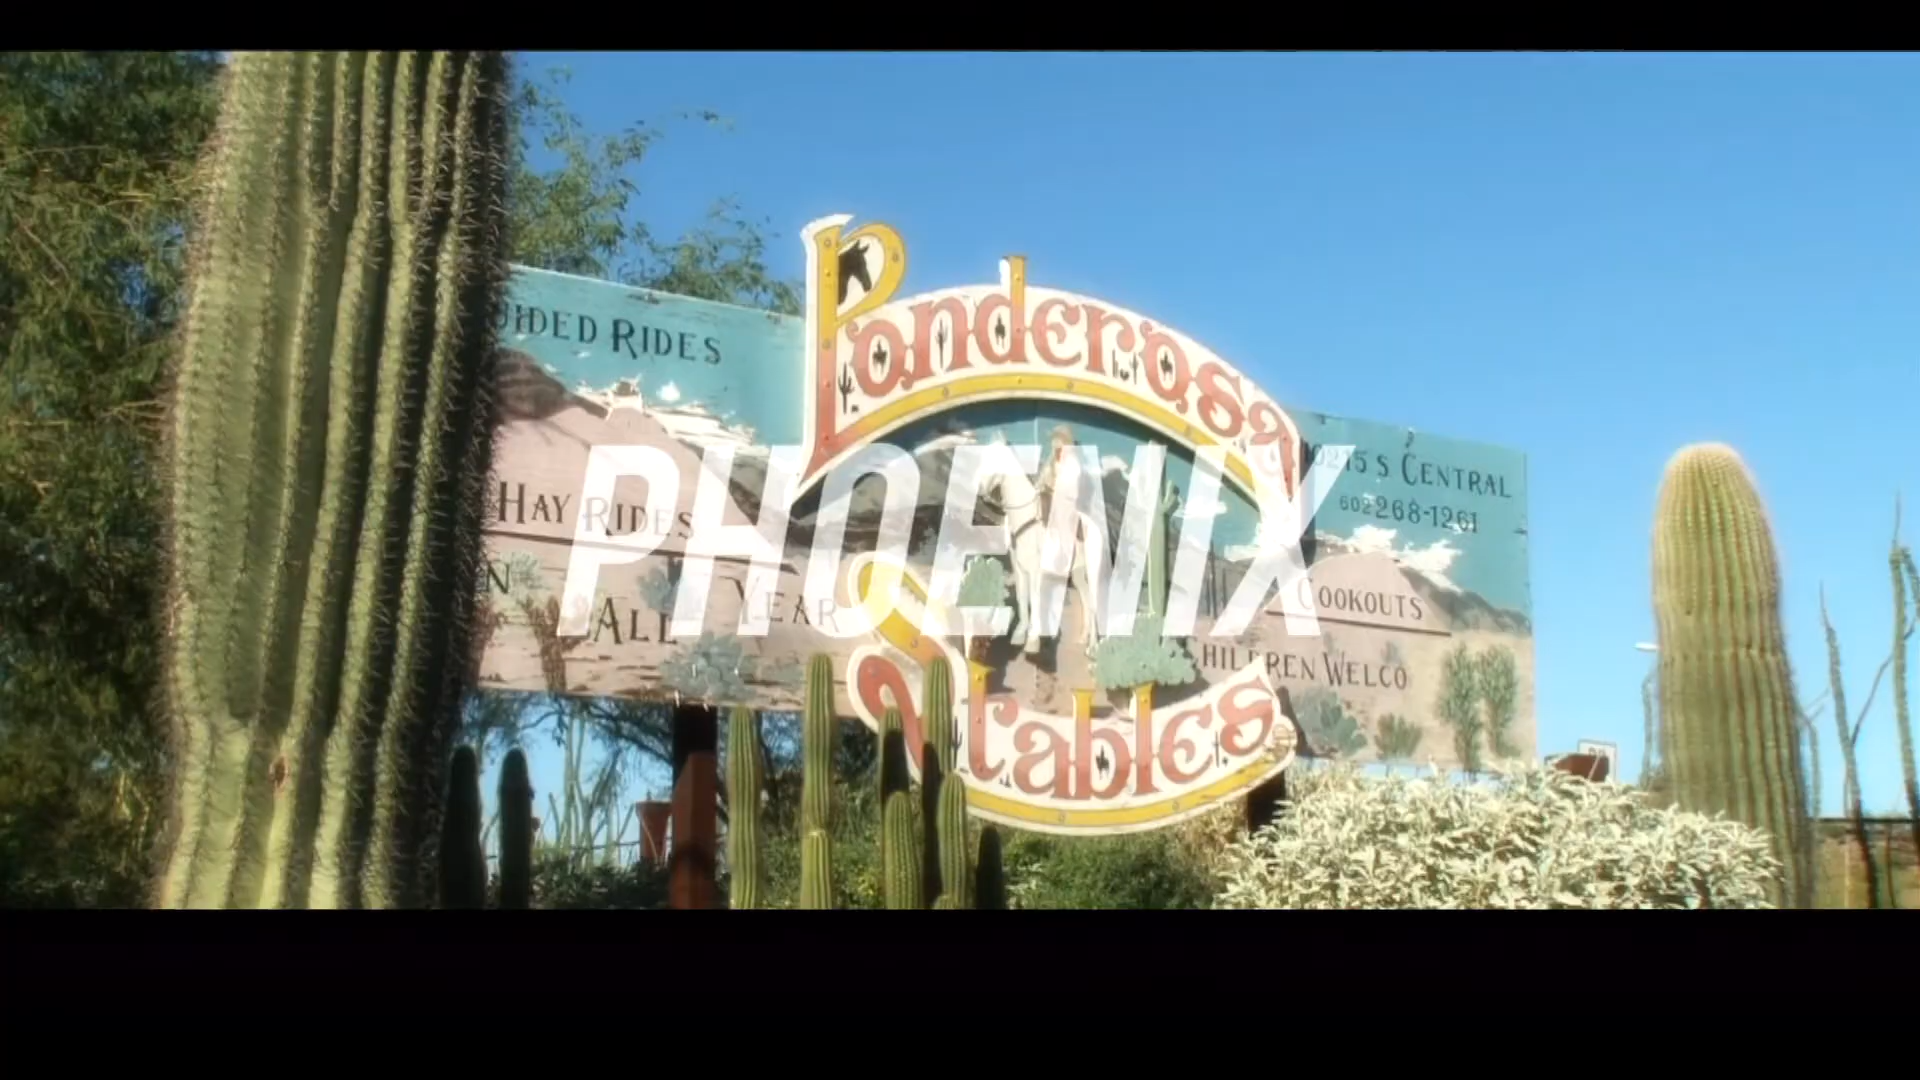 UIDED RIDES
Ponderosa
10215 S CENTRAL
602 268-1261
PHOENIX
HAY RIDES
ALL YEAR
COOKOUTS
HILDREN WELCO
Stables